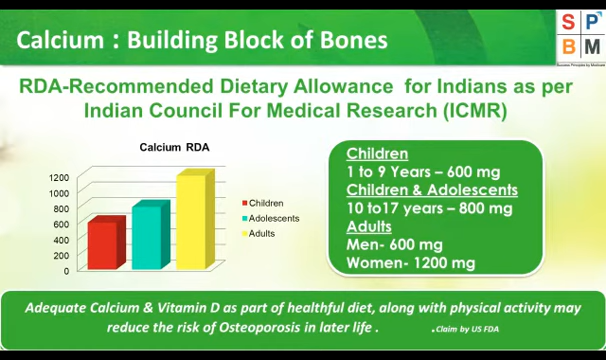 Calcium : Building Block of Bones
S P
B M
RDA-Recommended Dietary Allowance for Indians as per
Indian Council For Medical Research (ICMR)
Calcium RDA
1200
1000
800
600
400
200
0
Children
Adolescents
Adults
Children
1 to 9 Years – 600 mg
Children & Adolescents
10 to17 years – 800 mg
Adults
Men- 600 mg
Women- 1200 mg
Adequate Calcium & Vitamin D as part of healthful diet, along with physical activity may
reduce the risk of Osteoporosis in later life . .Claim by US FDA